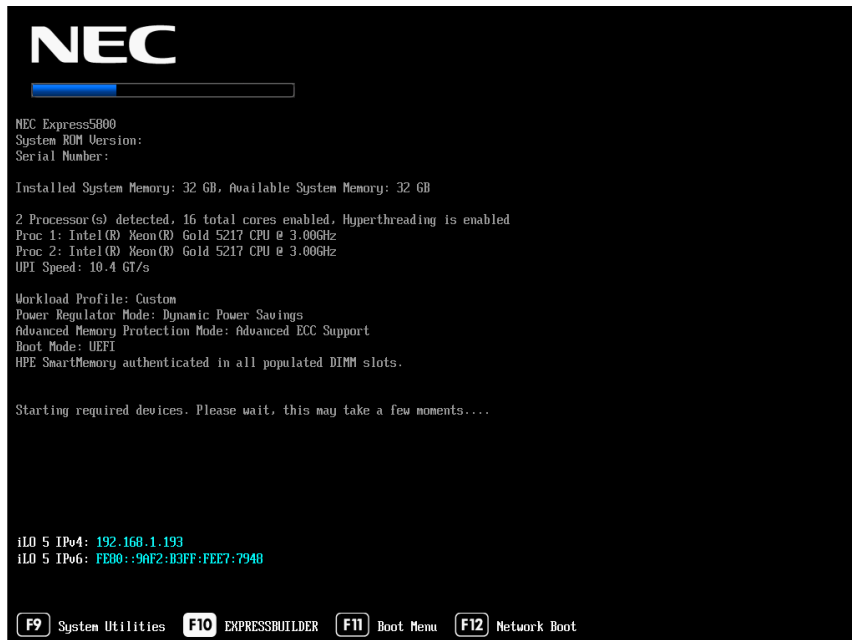 NEC
NEC Express5800
System ROM Version:
Serial Number:
Installed System Memory: 32 GB, Available System Memory: 32 GB
2 Processor(s) detected, 16 total cores enabled, Hyperthreading is enabled
Proc 1: Intel(R) Xeon(R) Gold 5217 CPU @ 3.00GHz
Proc 2: Intel(R) Xeon(R) Gold 5217 CPU @ 3.00GHz
UPI Speed: 10.4 GT/s
Workload Profile: Custom
Power Regulator Mode: Dynamic Power Savings
Advanced Memory Protection Mode: Advanced ECC Support
Boot Mode: UEFI
HPE SmartMemory authenticated in all populated DIMM slots.
Starting required devices. Please wait, this may take a few moments....
iLO 5 IPv4: 192.168.1.193
iLO 5 IPv6: FE80::9AF2:B3FF:FEE7:7948
F9 System Utilities F10 EXPRESSBUILDER F11 Boot Menu F12 Network Boot